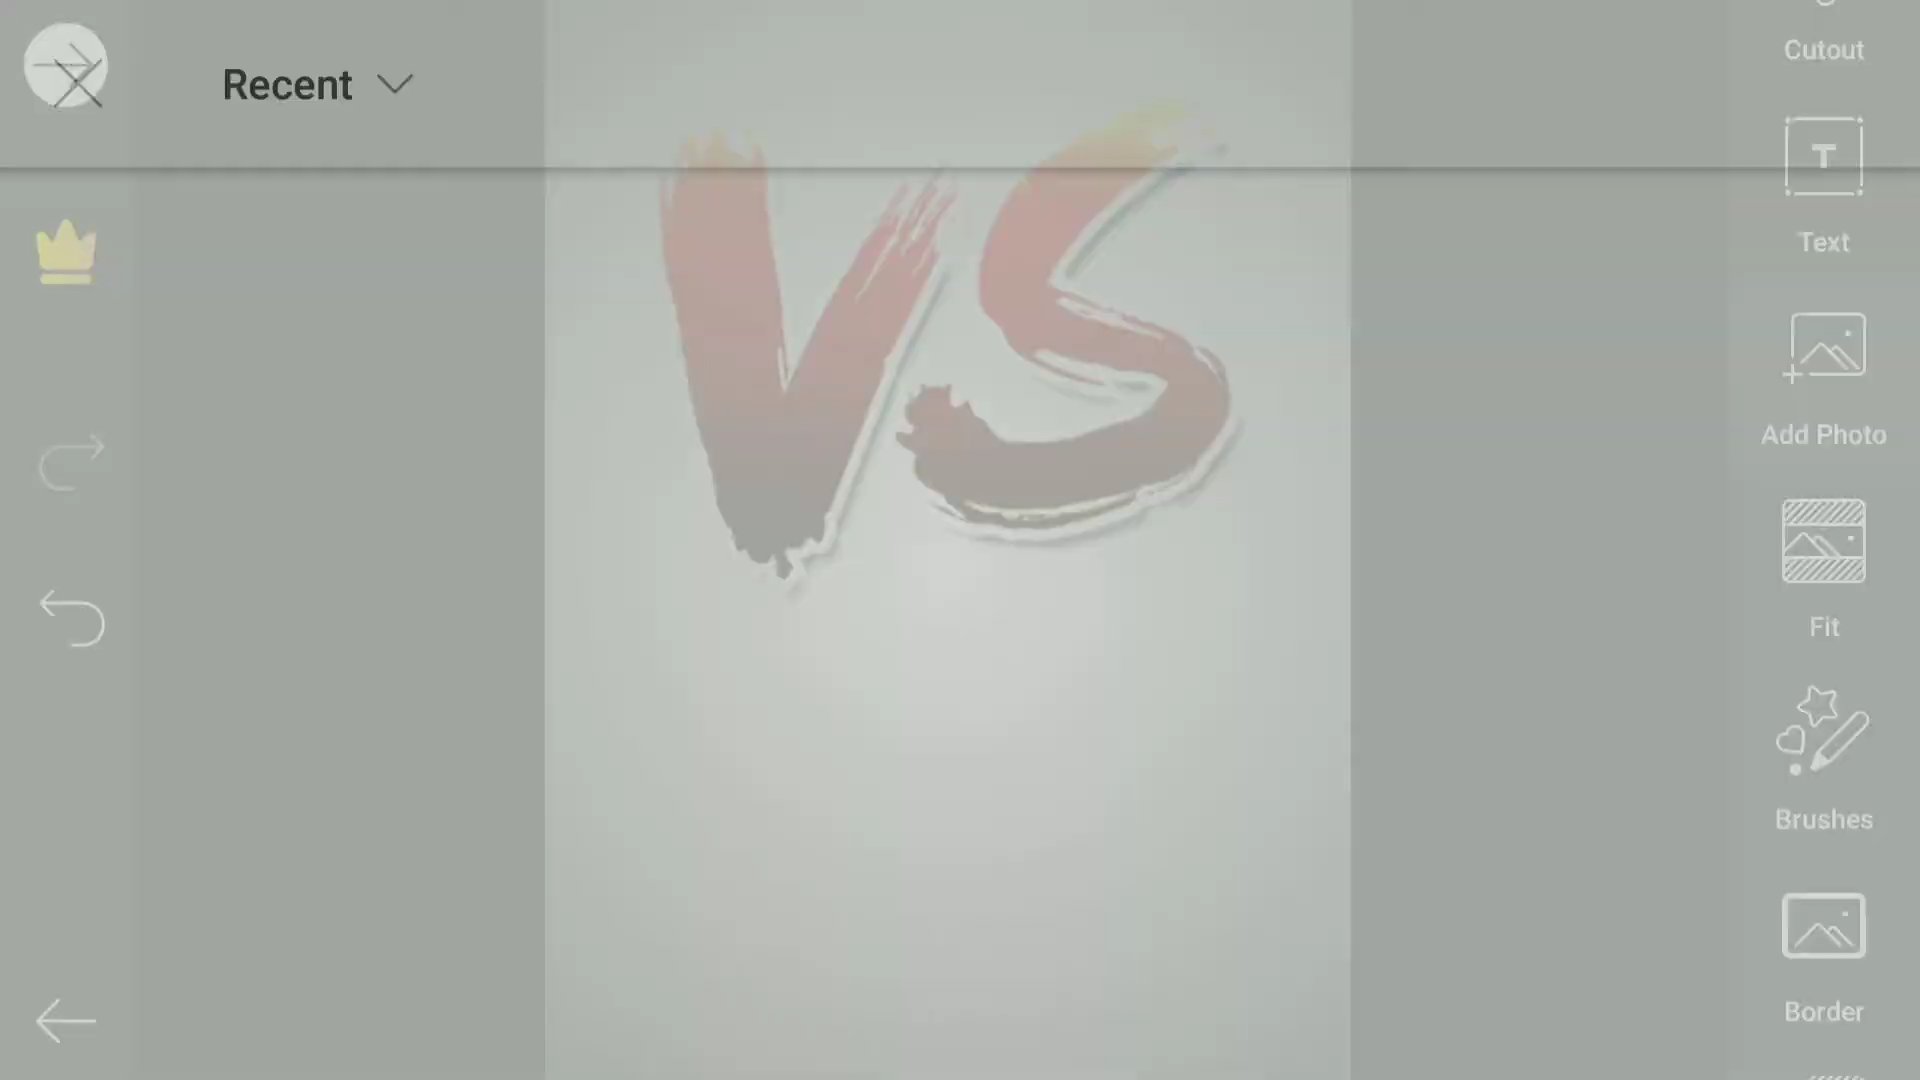 Recent
VS
Cutout
T
Text
Add Photo
Fit
Brushes
Border